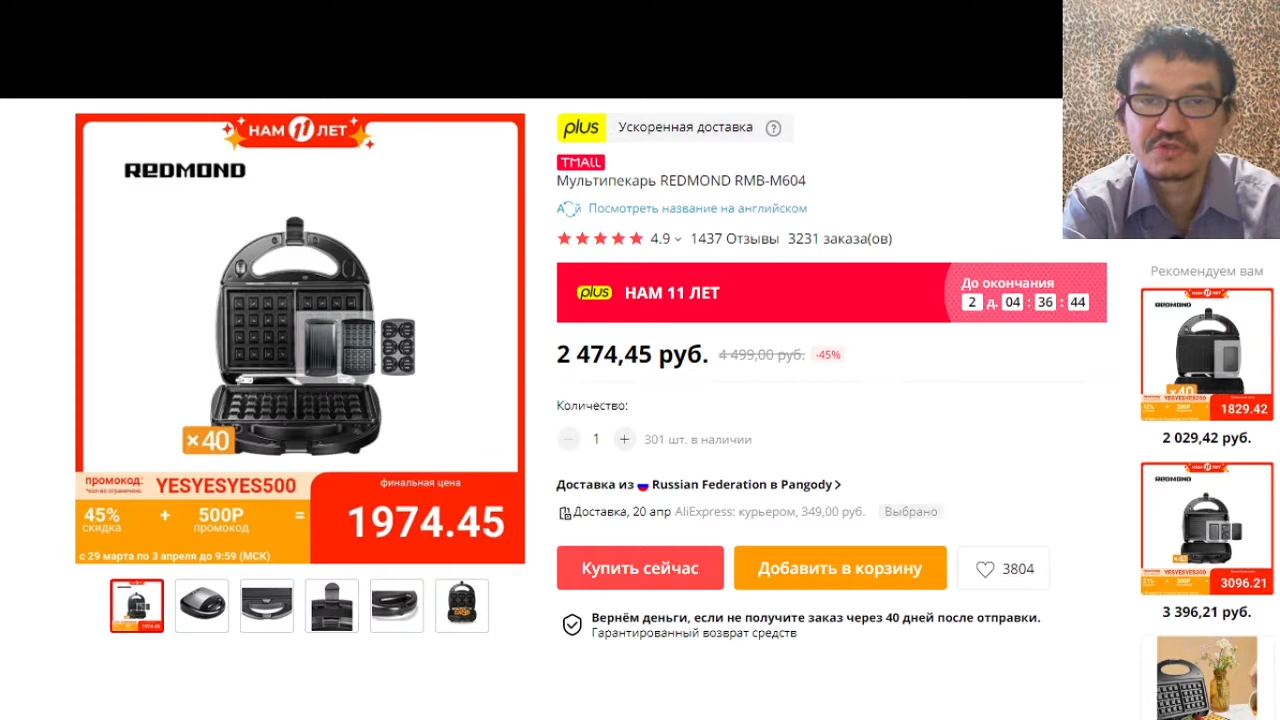 НАМ 11 ЛЕТ
REDMOND
×40
промокод:
*кол-во ограничено
YESYESYES500
45%
скидка
+
500Р
промокод
=
финальная цена
1974.45
с 29 марта по 3 апреля до 9:59 (МСК)
plus Ускоренная доставка ?
TMALL
Мультипекарь REDMOND RMB-M604
Посмотреть название на английском
4.9 1437 Отзывы 3231 заказа(ов)
plus НАМ 11 ЛЕТ
До окончания
2 д. 04 : 36 : 44
2 474,45 руб. 4 499,00 руб. -45%
Количество:
− 1 + 301 шт. в наличии
Доставка из Russian Federation в Pangody
Доставка, 20 апр AliExpress: курьером, 349,00 руб. Выбрано
Купить сейчас
Добавить в корзину
3804
Вернём деньги, если не получите заказ через 40 дней после отправки.
Гарантированный возврат средств
Рекомендуем вам
REDMOND
×40
1829.42
2 029,42 руб.
REDMOND
3096.21
3 396,21 руб.